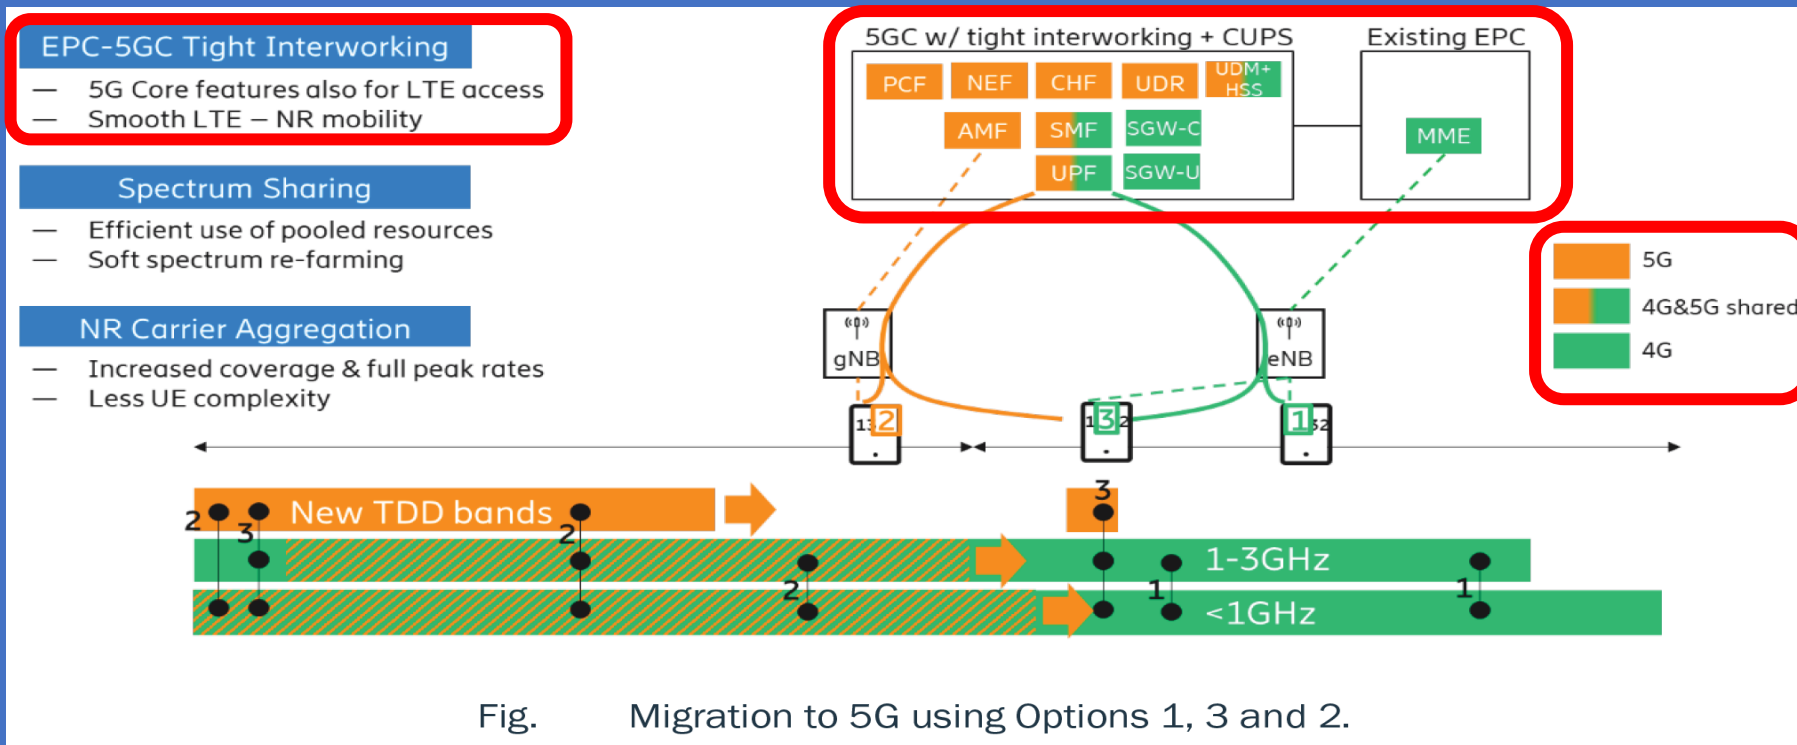 EPC-5GC Tight Interworking
— 5G Core features also for LTE access
— Smooth LTE – NR mobility
Spectrum Sharing
— Efficient use of pooled resources
— Soft spectrum re-farming
NR Carrier Aggregation
— Increased coverage & full peak rates
— Less UE complexity
5GC w/ tight interworking + CUPS
Existing EPC
PCF NEF CHF UDR UDM+
HSS
AMF SMF SGW-C
MME
UPF SGW-U
5G
4G&5G shared
4G
gNB
eNB
13 2
1 3 2
1 32
New TDD bands
2
3
2
3
1-3GHz
2
1
1
<1GHz
Fig. Migration to 5G using Options 1, 3 and 2.